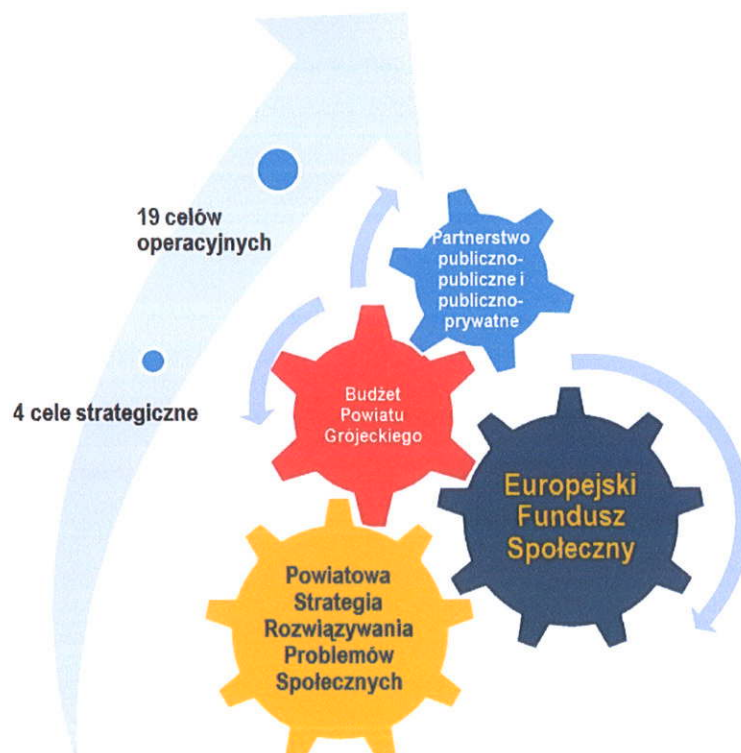 19 celów
operacyjnych
4 cele strategiczne
Partnerstwo
publiczno-
publiczne i
publiczno-
prywatne
Budżet
Powiatu
Grójeckiego
Europejski
Fundusz
Społeczny
Powiatowa
Strategia
Rozwiązywania
Problemów
Społecznych